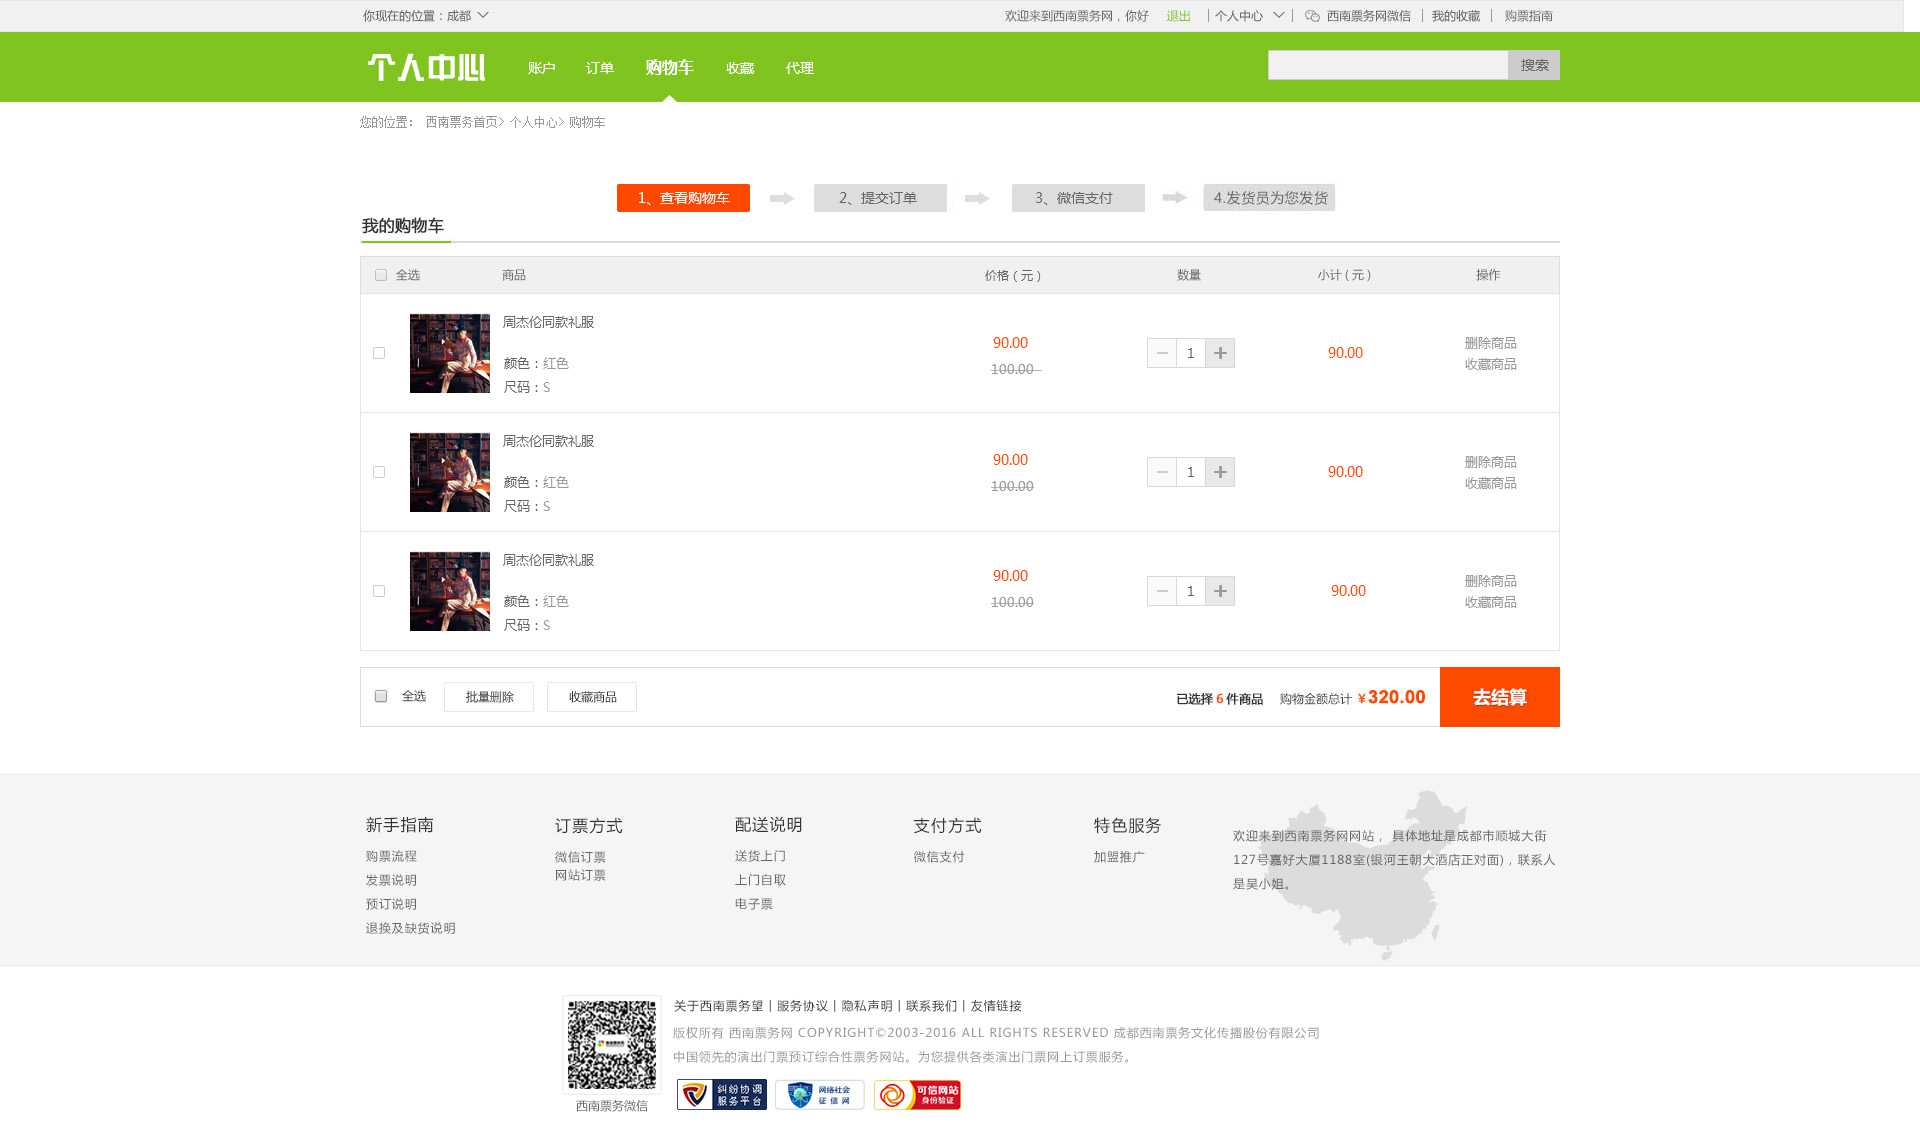 你现在的位置：成都
欢迎来到西南票务网，你好 退出 个人中心 西南票务网微信 我的收藏 购票指南
个人中心 账户 订单 购物车 收藏 代理 搜索
您的位置： 西南票务首页> 个人中心> 购物车
1、查看购物车 2、提交订单 3、微信支付 4.发货员为您发货
我的购物车
全选 商品 价格（元） 数量 小计（元） 操作
周杰伦同款礼服
颜色：红色
尺码：S
90.00
100.00
1
90.00
删除商品
收藏商品
周杰伦同款礼服
颜色：红色
尺码：S
90.00
100.00
1
90.00
删除商品
收藏商品
周杰伦同款礼服
颜色：红色
尺码：S
90.00
100.00
1
90.00
删除商品
收藏商品
全选 批量删除 收藏商品 已选择 6 件商品 购物金额总计 ¥320.00 去结算
新手指南
购票流程
发票说明
预订说明
退换及缺货说明
订票方式
微信订票
网站订票
配送说明
送货上门
上门自取
电子票
支付方式
微信支付
特色服务
加盟推广
欢迎来到西南票务网网站， 具体地址是成都市顺城大街
127号嘉好大厦1188室(银河王朝大酒店正对面)，联系人
是吴小姐。
关于西南票务望 | 服务协议 | 隐私声明 | 联系我们 | 友情链接
版权所有 西南票务网 COPYRIGHT©2003-2016 ALL RIGHTS RESERVED 成都西南票务文化传播股份有限公司
中国领先的演出门票预订综合性票务网站。为您提供各类演出门票网上订票服务。
西南票务微信
纠纷协调
服务平台
网络社会
征信网
可信网站
身份验证